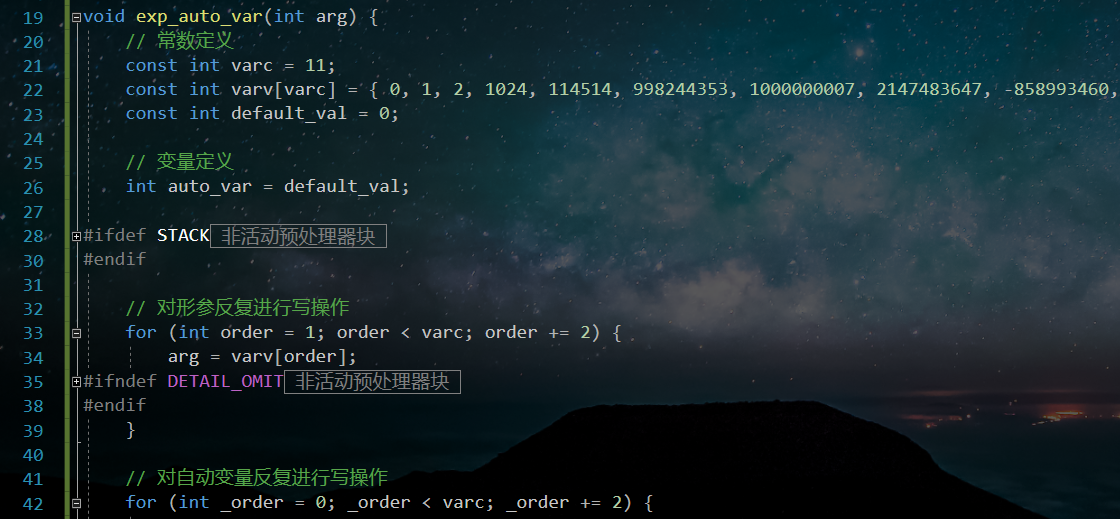 19 void exp_auto_var(int arg) {
20 // 常数定义
21 const int varc = 11;
22 const int varv[varc] = { 0, 1, 2, 1024, 114514, 998244353, 1000000007, 2147483647, -858993460,
23 const int default_val = 0;
24
25 // 变量定义
26 int auto_var = default_val;
27
28 #ifdef STACK 非活动预处理器块
30 #endif
31
32 // 对形参反复进行写操作
33 for (int order = 1; order < varc; order += 2) {
34 arg = varv[order];
35 #ifndef DETAIL_OMIT 非活动预处理器块
38 #endif
39 }
40
41 // 对自动变量反复进行写操作
42 for (int _order = 0; _order < varc; _order += 2) {